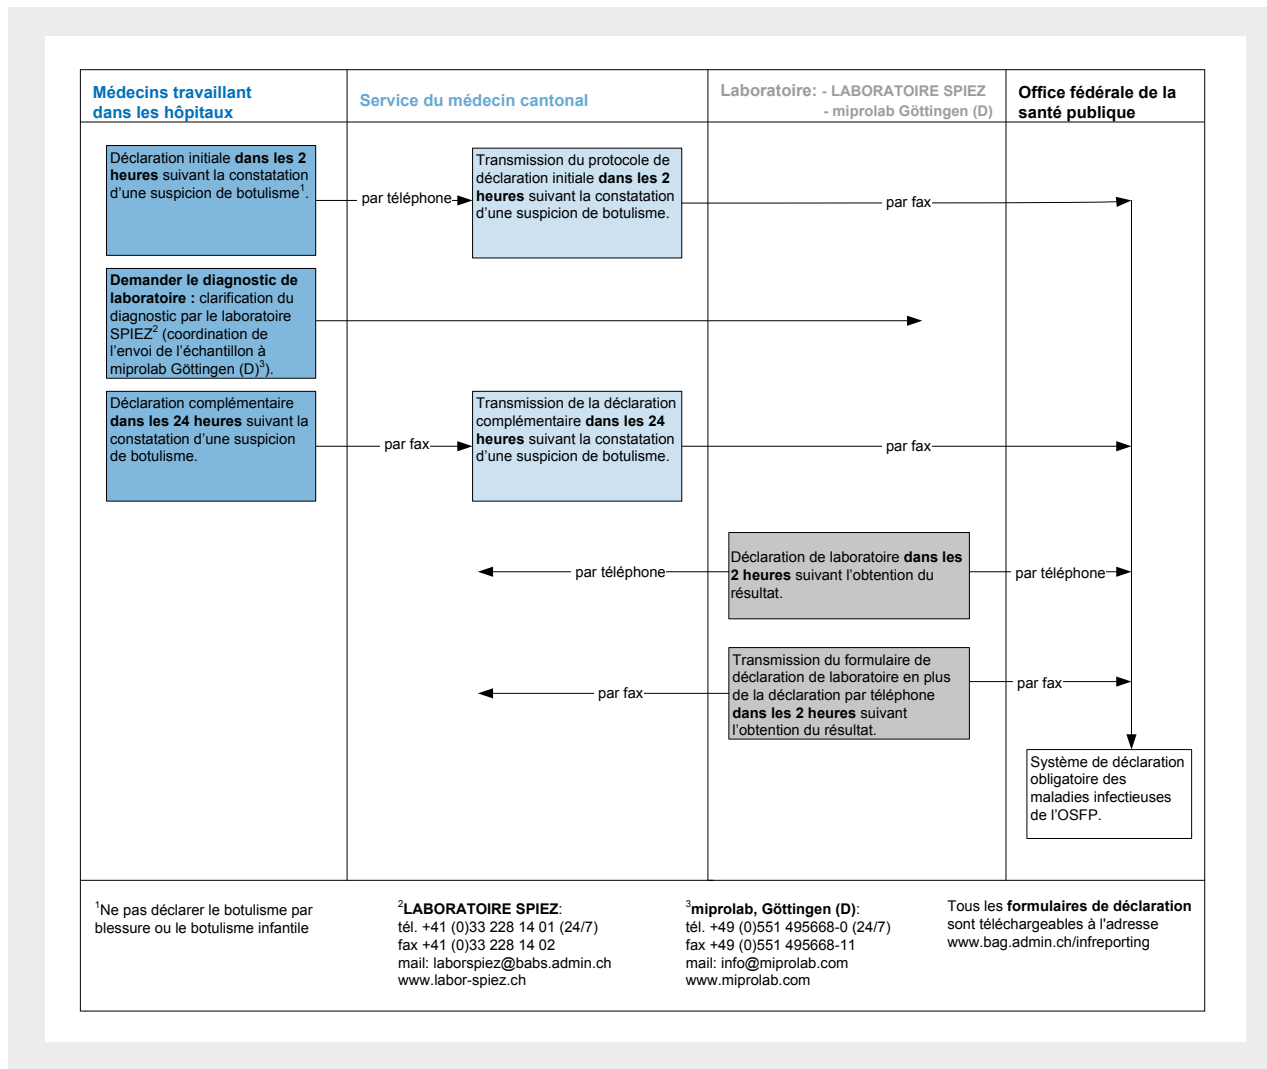 Médecins travaillant
dans les hôpitaux
Service du médecin cantonal
Laboratoire: - LABORATOIRE SPIEZ
- miprolab Göttingen (D)
Office fédérale de la
santé publique
Déclaration initiale dans les 2
heures suivant la constatation
d'une suspicion de botulisme1.
par téléphone
Transmission du protocole de
déclaration initiale dans les 2
heures suivant la constatation
d'une suspicion de botulisme.
par fax
Demander le diagnostic de
laboratoire : clarification du
diagnostic par le laboratoire
SPIEZ2 (coordination de
l'envoi de l'échantillon à
miprolab Göttingen (D)3).
Déclaration complémentaire
dans les 24 heures suivant la
constatation d'une suspicion
de botulisme.
par fax
Transmission de la déclaration
complémentaire dans les 24
heures suivant la constatation
d'une suspicion de botulisme.
par fax
par téléphone
Déclaration de laboratoire dans les
2 heures suivant l'obtention du
résultat.
par téléphone
par fax
Transmission du formulaire de
déclaration de laboratoire en plus
de la déclaration par téléphone
dans les 2 heures suivant
l'obtention du résultat.
par fax
Système de déclaration
obligatoire des
maladies infectieuses
de l'OSFP.
1Ne pas déclarer le botulisme par
blessure ou le botulisme infantile
2LABORATOIRE SPIEZ:
tél. +41 (0)33 228 14 01 (24/7)
fax +41 (0)33 228 14 02
mail: laborspiez@babs.admin.ch
www.labor-spiez.ch
3miprolab, Göttingen (D):
tél. +49 (0)551 495668-0 (24/7)
fax +49 (0)551 495668-11
mail: info@miprolab.com
www.miprolab.com
Tous les formulaires de déclaration
sont téléchargeables à l'adresse
www.bag.admin.ch/infreporting